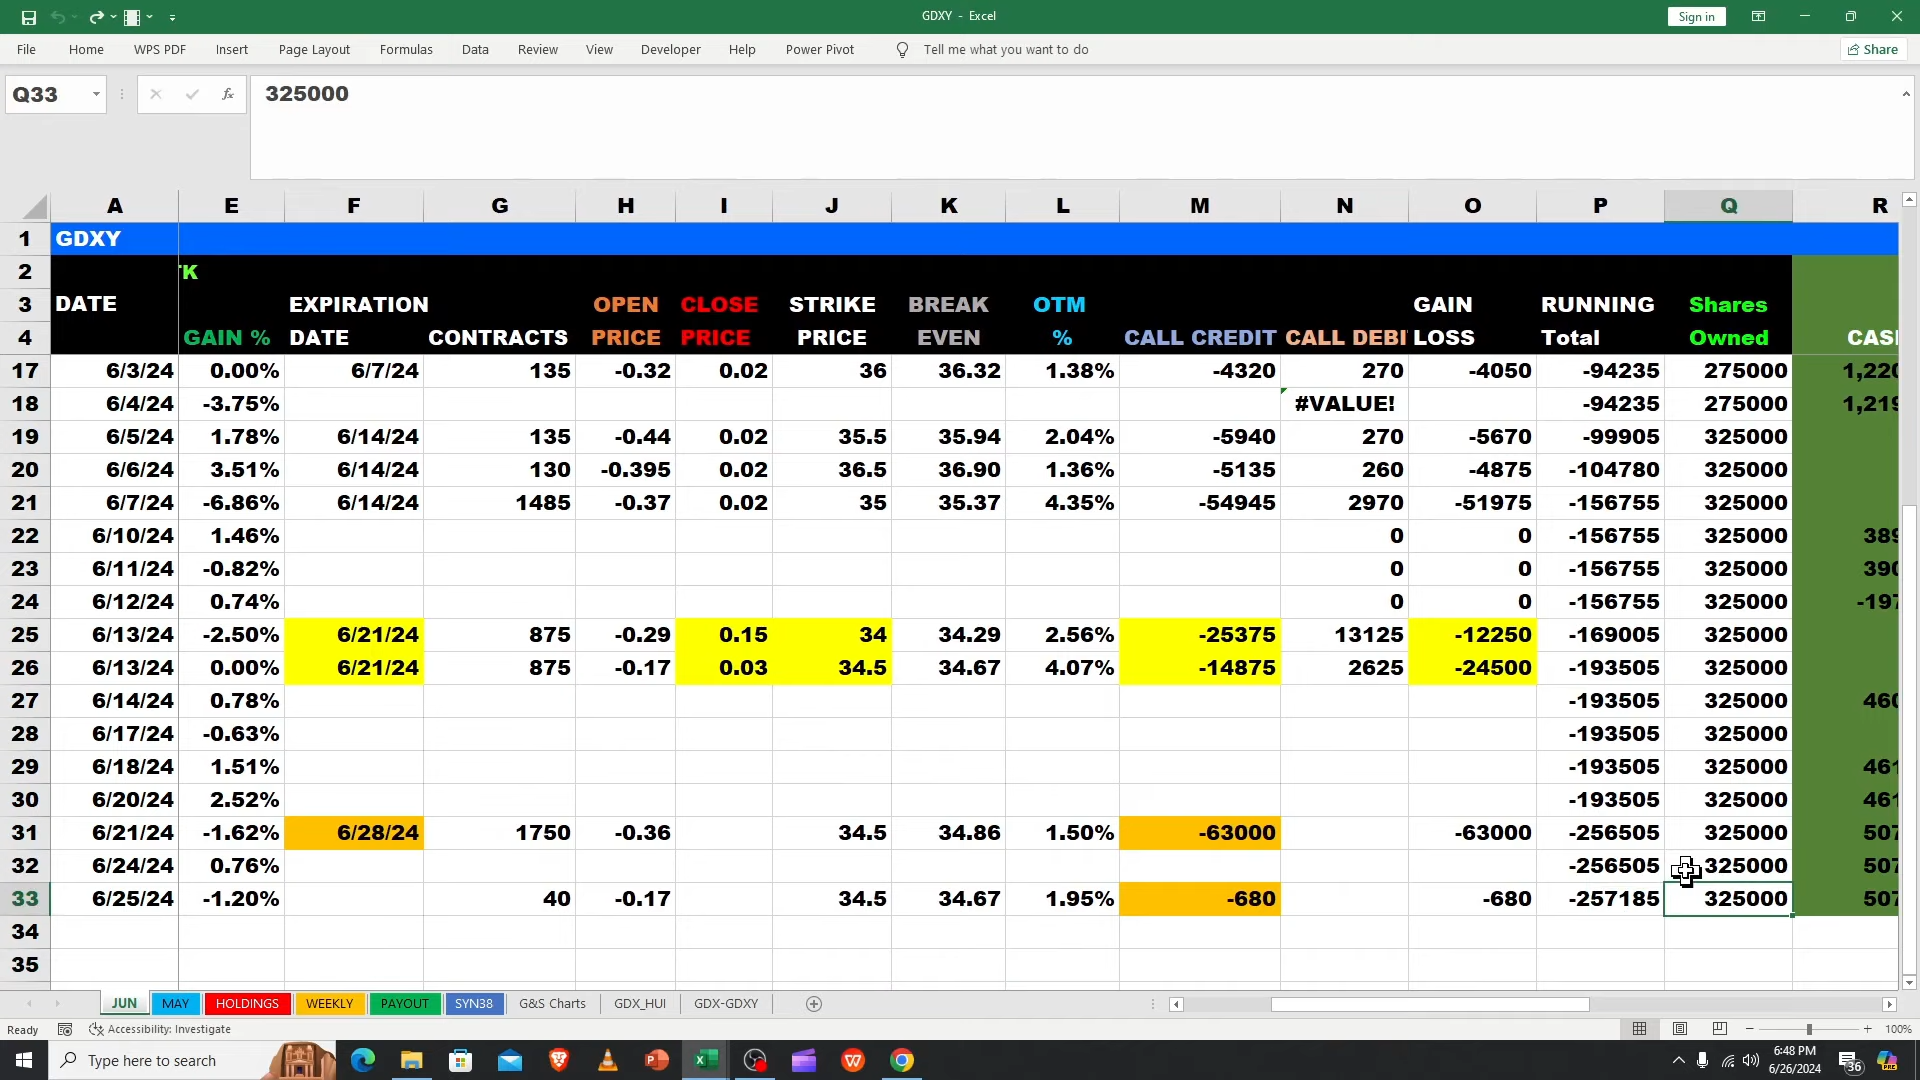 GDXY - Excel
Sign in
File Home WPS PDF Insert Page Layout Formulas Data Review View Developer Help Power Pivot Tell me what you want to do Share
Q33 fx 325000
A E F G H I J K L M N O P Q R
1 GDXY
2 K
3 DATE EXPIRATION OPEN CLOSE STRIKE BREAK OTM GAIN RUNNING Shares
4 GAIN % DATE CONTRACTS PRICE PRICE PRICE EVEN % CALL CREDIT CALL DEBI LOSS Total Owned CAS
17 6/3/24 0.00% 6/7/24 135 -0.32 0.02 36 36.32 1.38% -4320 270 -4050 -94235 275000 1,220
18 6/4/24 -3.75% #VALUE! -94235 275000 1,219
19 6/5/24 1.78% 6/14/24 135 -0.44 0.02 35.5 35.94 2.04% -5940 270 -5670 -99905 325000
20 6/6/24 3.51% 6/14/24 130 -0.395 0.02 36.5 36.90 1.36% -5135 260 -4875 -104780 325000
21 6/7/24 -6.86% 6/14/24 1485 -0.37 0.02 35 35.37 4.35% -54945 2970 -51975 -156755 325000
22 6/10/24 1.46% 0 0 -156755 325000 389
23 6/11/24 -0.82% 0 0 -156755 325000 390
24 6/12/24 0.74% 0 0 -156755 325000 -197
25 6/13/24 -2.50% 6/21/24 875 -0.29 0.15 34 34.29 2.56% -25375 13125 -12250 -169005 325000
26 6/13/24 0.00% 6/21/24 875 -0.17 0.03 34.5 34.67 4.07% -14875 2625 -24500 -193505 325000
27 6/14/24 0.78% -193505 325000 460
28 6/17/24 -0.63% -193505 325000
29 6/18/24 1.51% -193505 325000 461
30 6/20/24 2.52% -193505 325000 461
31 6/21/24 -1.62% 6/28/24 1750 -0.36 34.5 34.86 1.50% -63000 -63000 -256505 325000 507
32 6/24/24 0.76% -256505 325000 507
33 6/25/24 -1.20% 40 -0.17 34.5 34.67 1.95% -680 -680 -257185 325000 507
34
35
JUN MAY HOLDINGS WEEKLY PAYOUT SYN38 G&S Charts GDX_HUI GDX-GDXY
Ready Accessibility: Investigate 100%
Type here to search 6:48 PM
6/26/2024 36